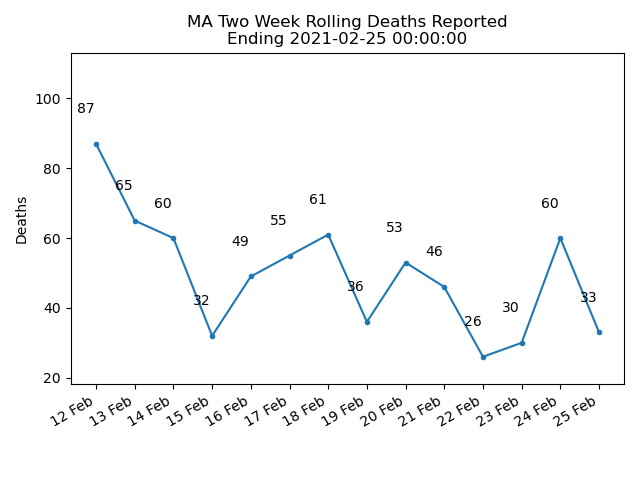 MA Two Week Rolling Deaths Reported
Ending 2021-02-25 00:00:00
Deaths
100
80
60
40
20
87
65
60
32
49
55
61
36
53
46
26
30
60
33
12 Feb
13 Feb
14 Feb
15 Feb
16 Feb
17 Feb
18 Feb
19 Feb
20 Feb
21 Feb
22 Feb
23 Feb
24 Feb
25 Feb